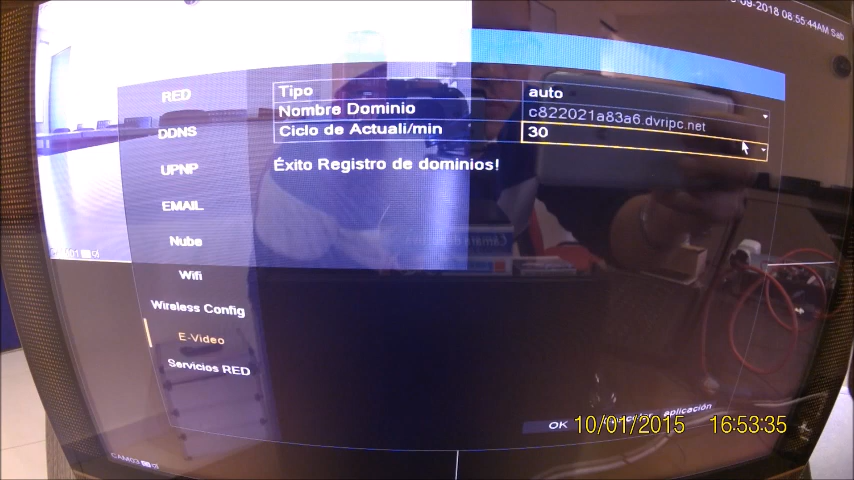 -09-2018 08:55:44AM Sab
RED
DDNS
UPNP
EMAIL
Nube
Wifi
Wireless Config
E-Video
Servicios RED
Tipo auto
Nombre Dominio c822021a83a6.dvripc.net
Ciclo de Actuali/min 30
Éxito Registro de dominios!
OK aplicación
CAM03
10/01/2015 16:53:35